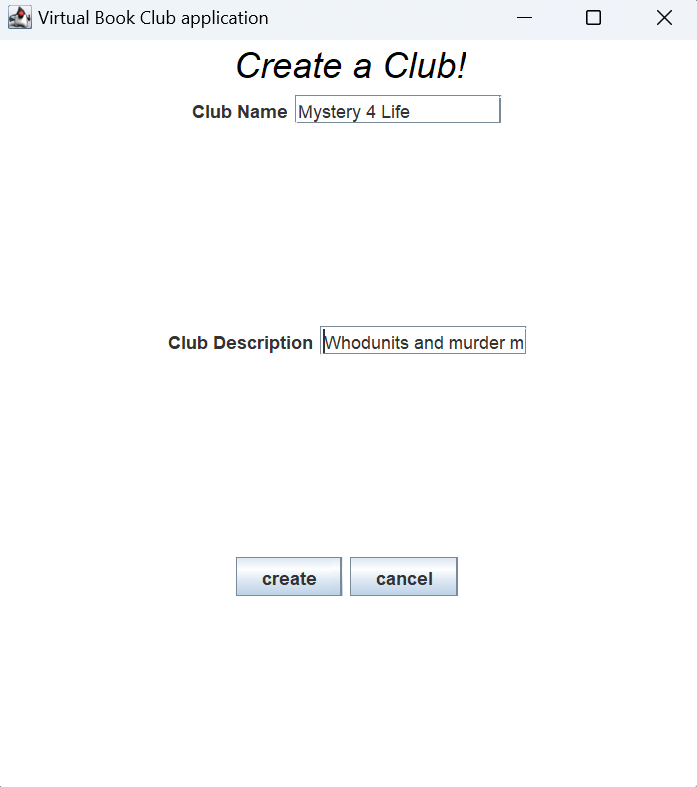 Virtual Book Club application
Create a Club!
Club Name Mystery 4 Life
Club Description Whodunits and murder m
create cancel